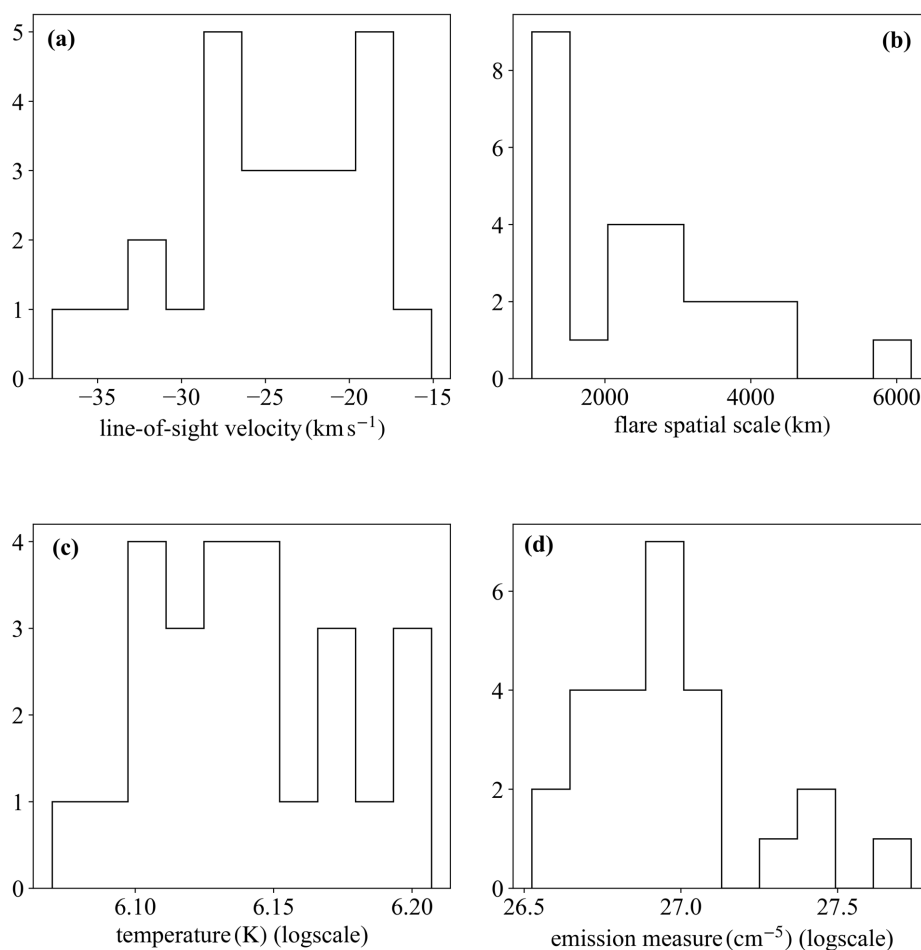 (a)
5
4
3
2
1
0
−35 −30 −25 −20 −15
line-of-sight velocity (km s⁻¹)
(b)
8
6
4
2
0
2000 4000 6000
flare spatial scale (km)
(c)
4
3
2
1
0
6.10 6.15 6.20
temperature (K) (logscale)
(d)
6
4
2
0
26.5 27.0 27.5
emission measure (cm⁻⁵) (logscale)